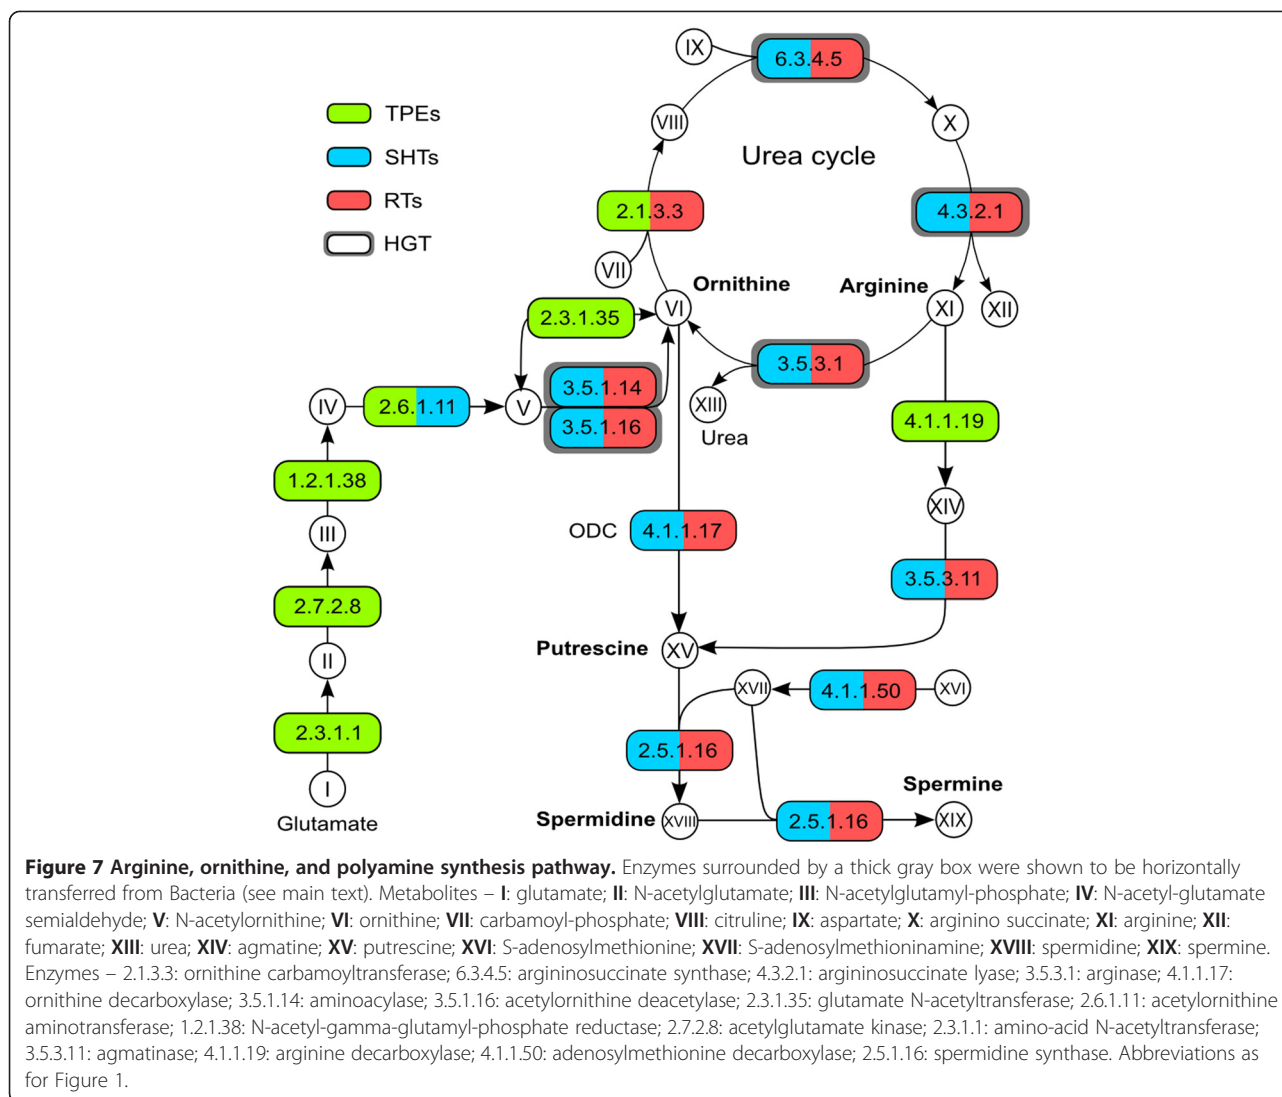 TPEs
SHTs
RTs
HGT
IX
6.3.4.5
VIII
X
Urea cycle
2.1.3.3
4.3.2.1
VII
Ornithine
Arginine
VI
XI
XII
2.3.1.35
3.5.3.1
XIII
Urea
IV
2.6.1.11
V
3.5.1.14
3.5.1.16
4.1.1.19
1.2.1.38
XIV
III
ODC
4.1.1.17
3.5.3.11
2.7.2.8
Putrescine
XV
II
XVII
4.1.1.50
XVI
2.3.1.1
2.5.1.16
I
Glutamate
Spermidine
XVIII
2.5.1.16
Spermine
XIX
Figure 7 Arginine, ornithine, and polyamine synthesis pathway. Enzymes surrounded by a thick gray box were shown to be horizontally
transferred from Bacteria (see main text). Metabolites – I: glutamate; II: N-acetylglutamate; III: N-acetylglutamyl-phosphate; IV: N-acetyl-glutamate
semialdehyde; V: N-acetylornithine; VI: ornithine; VII: carbamoyl-phosphate; VIII: citruline; IX: aspartate; X: arginino succinate; XI: arginine; XII:
fumarate; XIII: urea; XIV: agmatine; XV: putrescine; XVI: S-adenosylmethionine; XVII: S-adenosylmethioninamine; XVIII: spermidine; XIX: spermine.
Enzymes – 2.1.3.3: ornithine carbamoyltransferase; 6.3.4.5: argininosuccinate synthase; 4.3.2.1: argininosuccinate lyase; 3.5.3.1: arginase; 4.1.1.17:
ornithine decarboxylase; 3.5.1.14: aminoacylase; 3.5.1.16: acetylornithine deacetylase; 2.3.1.35: glutamate N-acetyltransferase; 2.6.1.11: acetylornithine
aminotransferase; 1.2.1.38: N-acetyl-gamma-glutamyl-phosphate reductase; 2.7.2.8: acetylglutamate kinase; 2.3.1.1: amino-acid N-acetyltransferase;
3.5.3.11: agmatinase; 4.1.1.19: arginine decarboxylase; 4.1.1.50: adenosylmethionine decarboxylase; 2.5.1.16: spermidine synthase. Abbreviations as
for Figure 1.